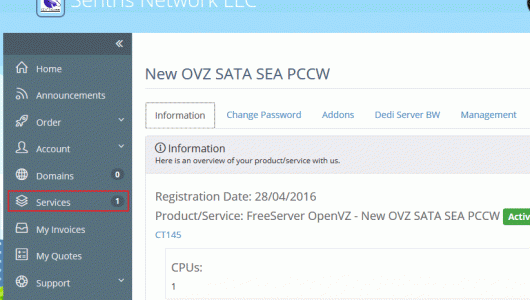 Sentris Network LLC
«
Home
Announcements
Order
Account
Domains 0
Services 1
My Invoices
My Quotes
Support
New OVZ SATA SEA PCCW
Information Change Password Addons Dedi Server BW Management
Information
Here is an overview of your product/service with us.
Registration Date: 28/04/2016
Product/Service: FreeServer OpenVZ - New OVZ SATA SEA PCCW Activ
CT145
CPUs:
1